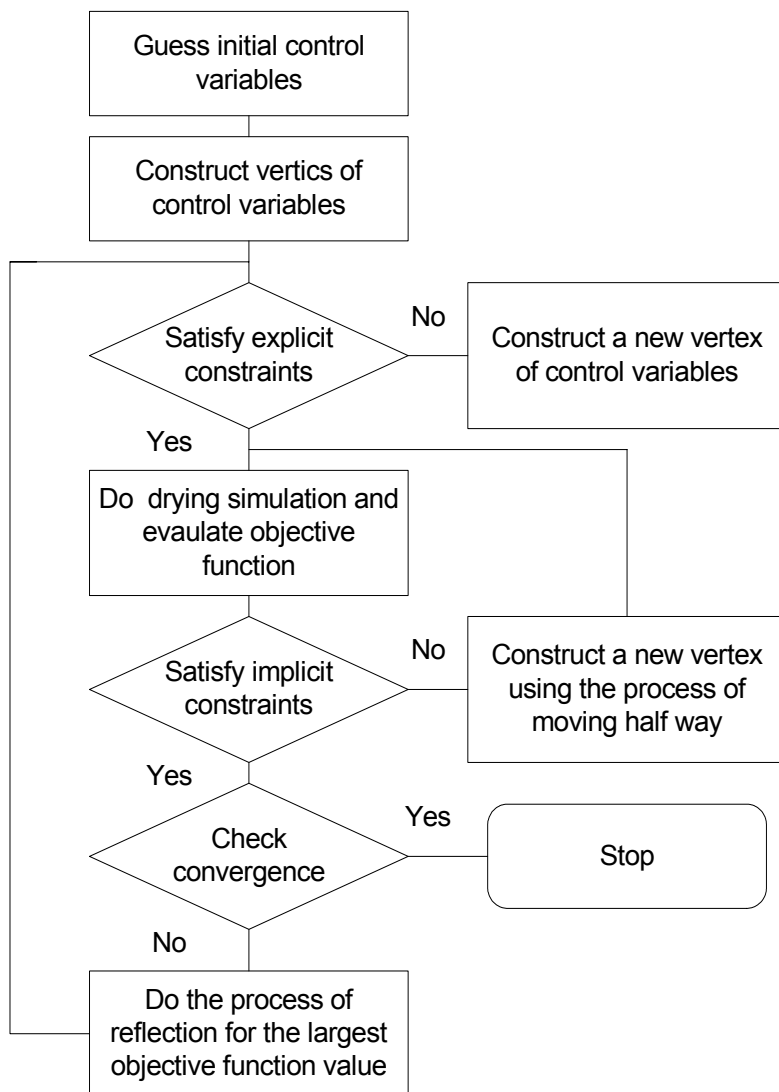 Guess initial control
variables
Construct vertics of
control variables
Satisfy explicit
constraints
No
Construct a new vertex
of control variables
Yes
Do drying simulation and
evaulate objective
function
Satisfy implicit
constraints
No
Construct a new vertex
using the process of
moving half way
Yes
Check
convergence
Yes
Stop
No
Do the process of
reflection for the largest
objective function value